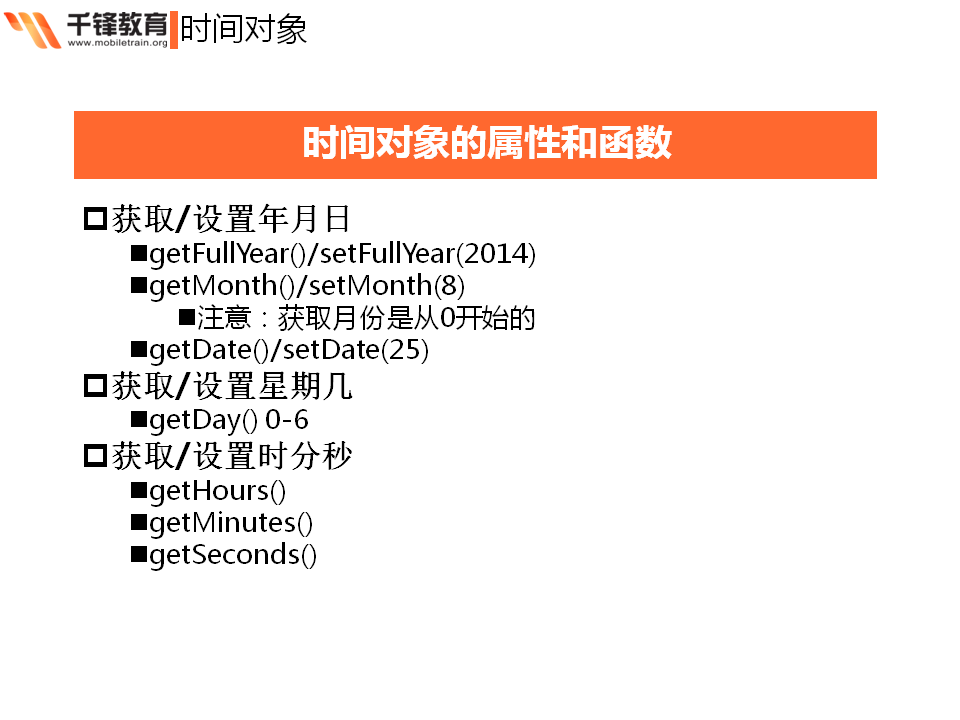 千锋教育
www.mobiletrain.org
时间对象
时间对象的属性和函数
获取/设置年月日
getFullYear()/setFullYear(2014)
getMonth()/setMonth(8)
注意：获取月份是从0开始的
getDate()/setDate(25)
获取/设置星期几
getDay() 0-6
获取/设置时分秒
getHours()
getMinutes()
getSeconds()